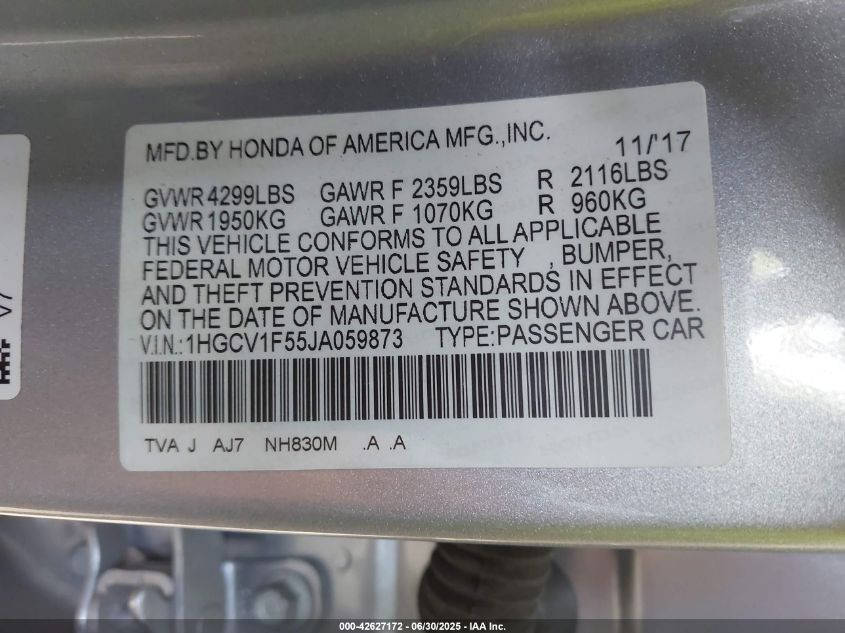 MFD.BY HONDA OF AMERICA MFG.,INC. 11/'17
GVWR 4299LBS GAWR F 2359LBS R 2116LBS
GVWR 1950KG GAWR F 1070KG R 960KG
THIS VEHICLE CONFORMS TO ALL APPLICABLE
FEDERAL MOTOR VEHICLE SAFETY , BUMPER,
AND THEFT PREVENTION STANDARDS IN EFFECT
ON THE DATE OF MANUFACTURE SHOWN ABOVE.
V.I.N.:1HGCV1F55JA059873 TYPE:PASSENGER CAR
TVA J AJ7 NH830M .A .A
V7
000-42627172 - 06/30/2025 - IAA Inc.